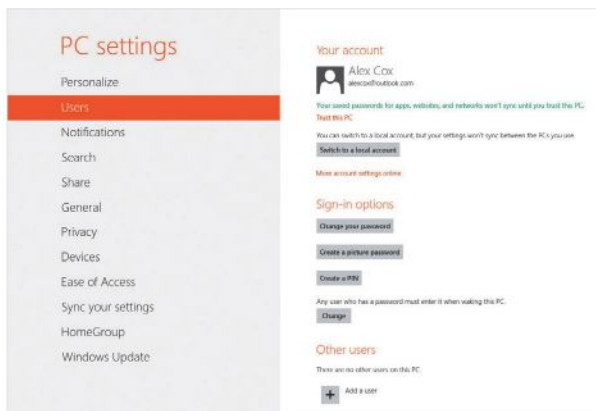 PC settings
Personalize
Users
Notifications
Search
Share
General
Privacy
Devices
Ease of Access
Sync your settings
HomeGroup
Windows Update
Your account
Alex Cox
alexcox@outlook.com
Your saved passwords for apps, websites, and networks won't sync until you trust this PC.
Trust this PC
You can switch to a local account, but your settings won't sync between the PCs you use.
Switch to a local account
More account settings online
Sign-in options
Change your password
Create a picture password
Create a PIN
Any user who has a password must enter it when waking this PC.
Change
Other users
There are no other users on this PC.
Add a user